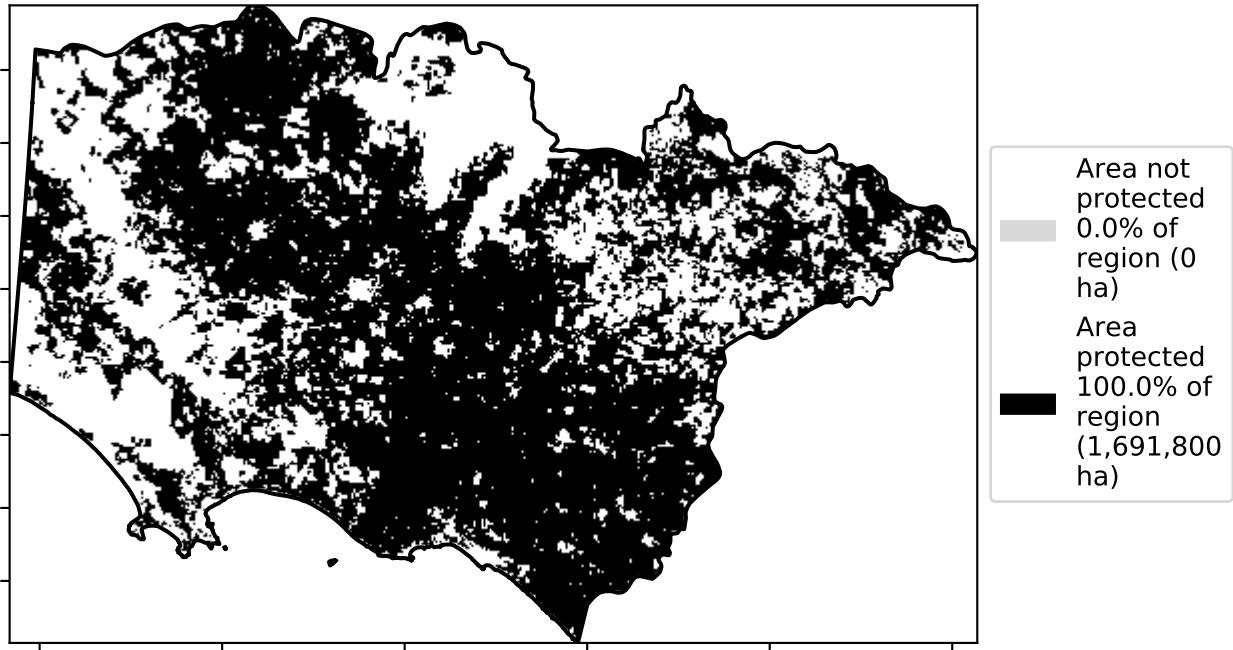 Area not
protected
0.0% of
region (0
ha)
Area
protected
100.0% of
region
(1,691,800
ha)